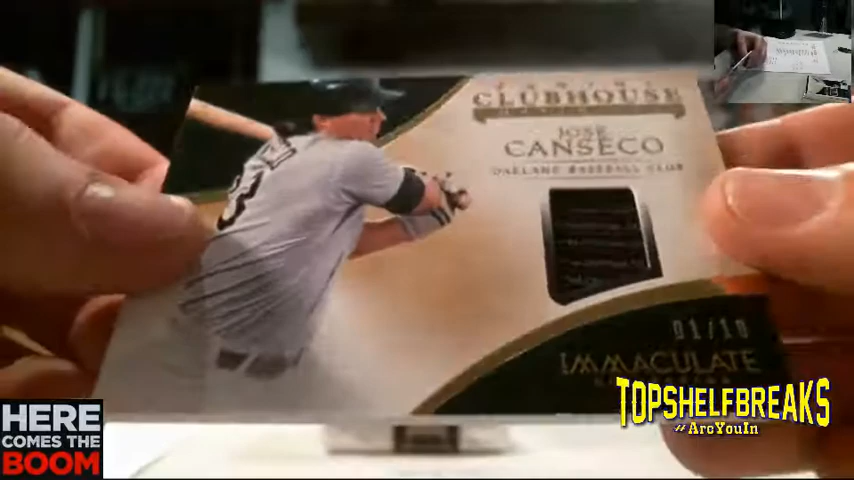 CLUBHOUSE
JOSE
CANSECO
OAKLAND BASEBALL CLUB
01/10
IMMACULATE
HERE
COMES THE
BOOM
TOPSHELFBREAKS
#AreYouIn